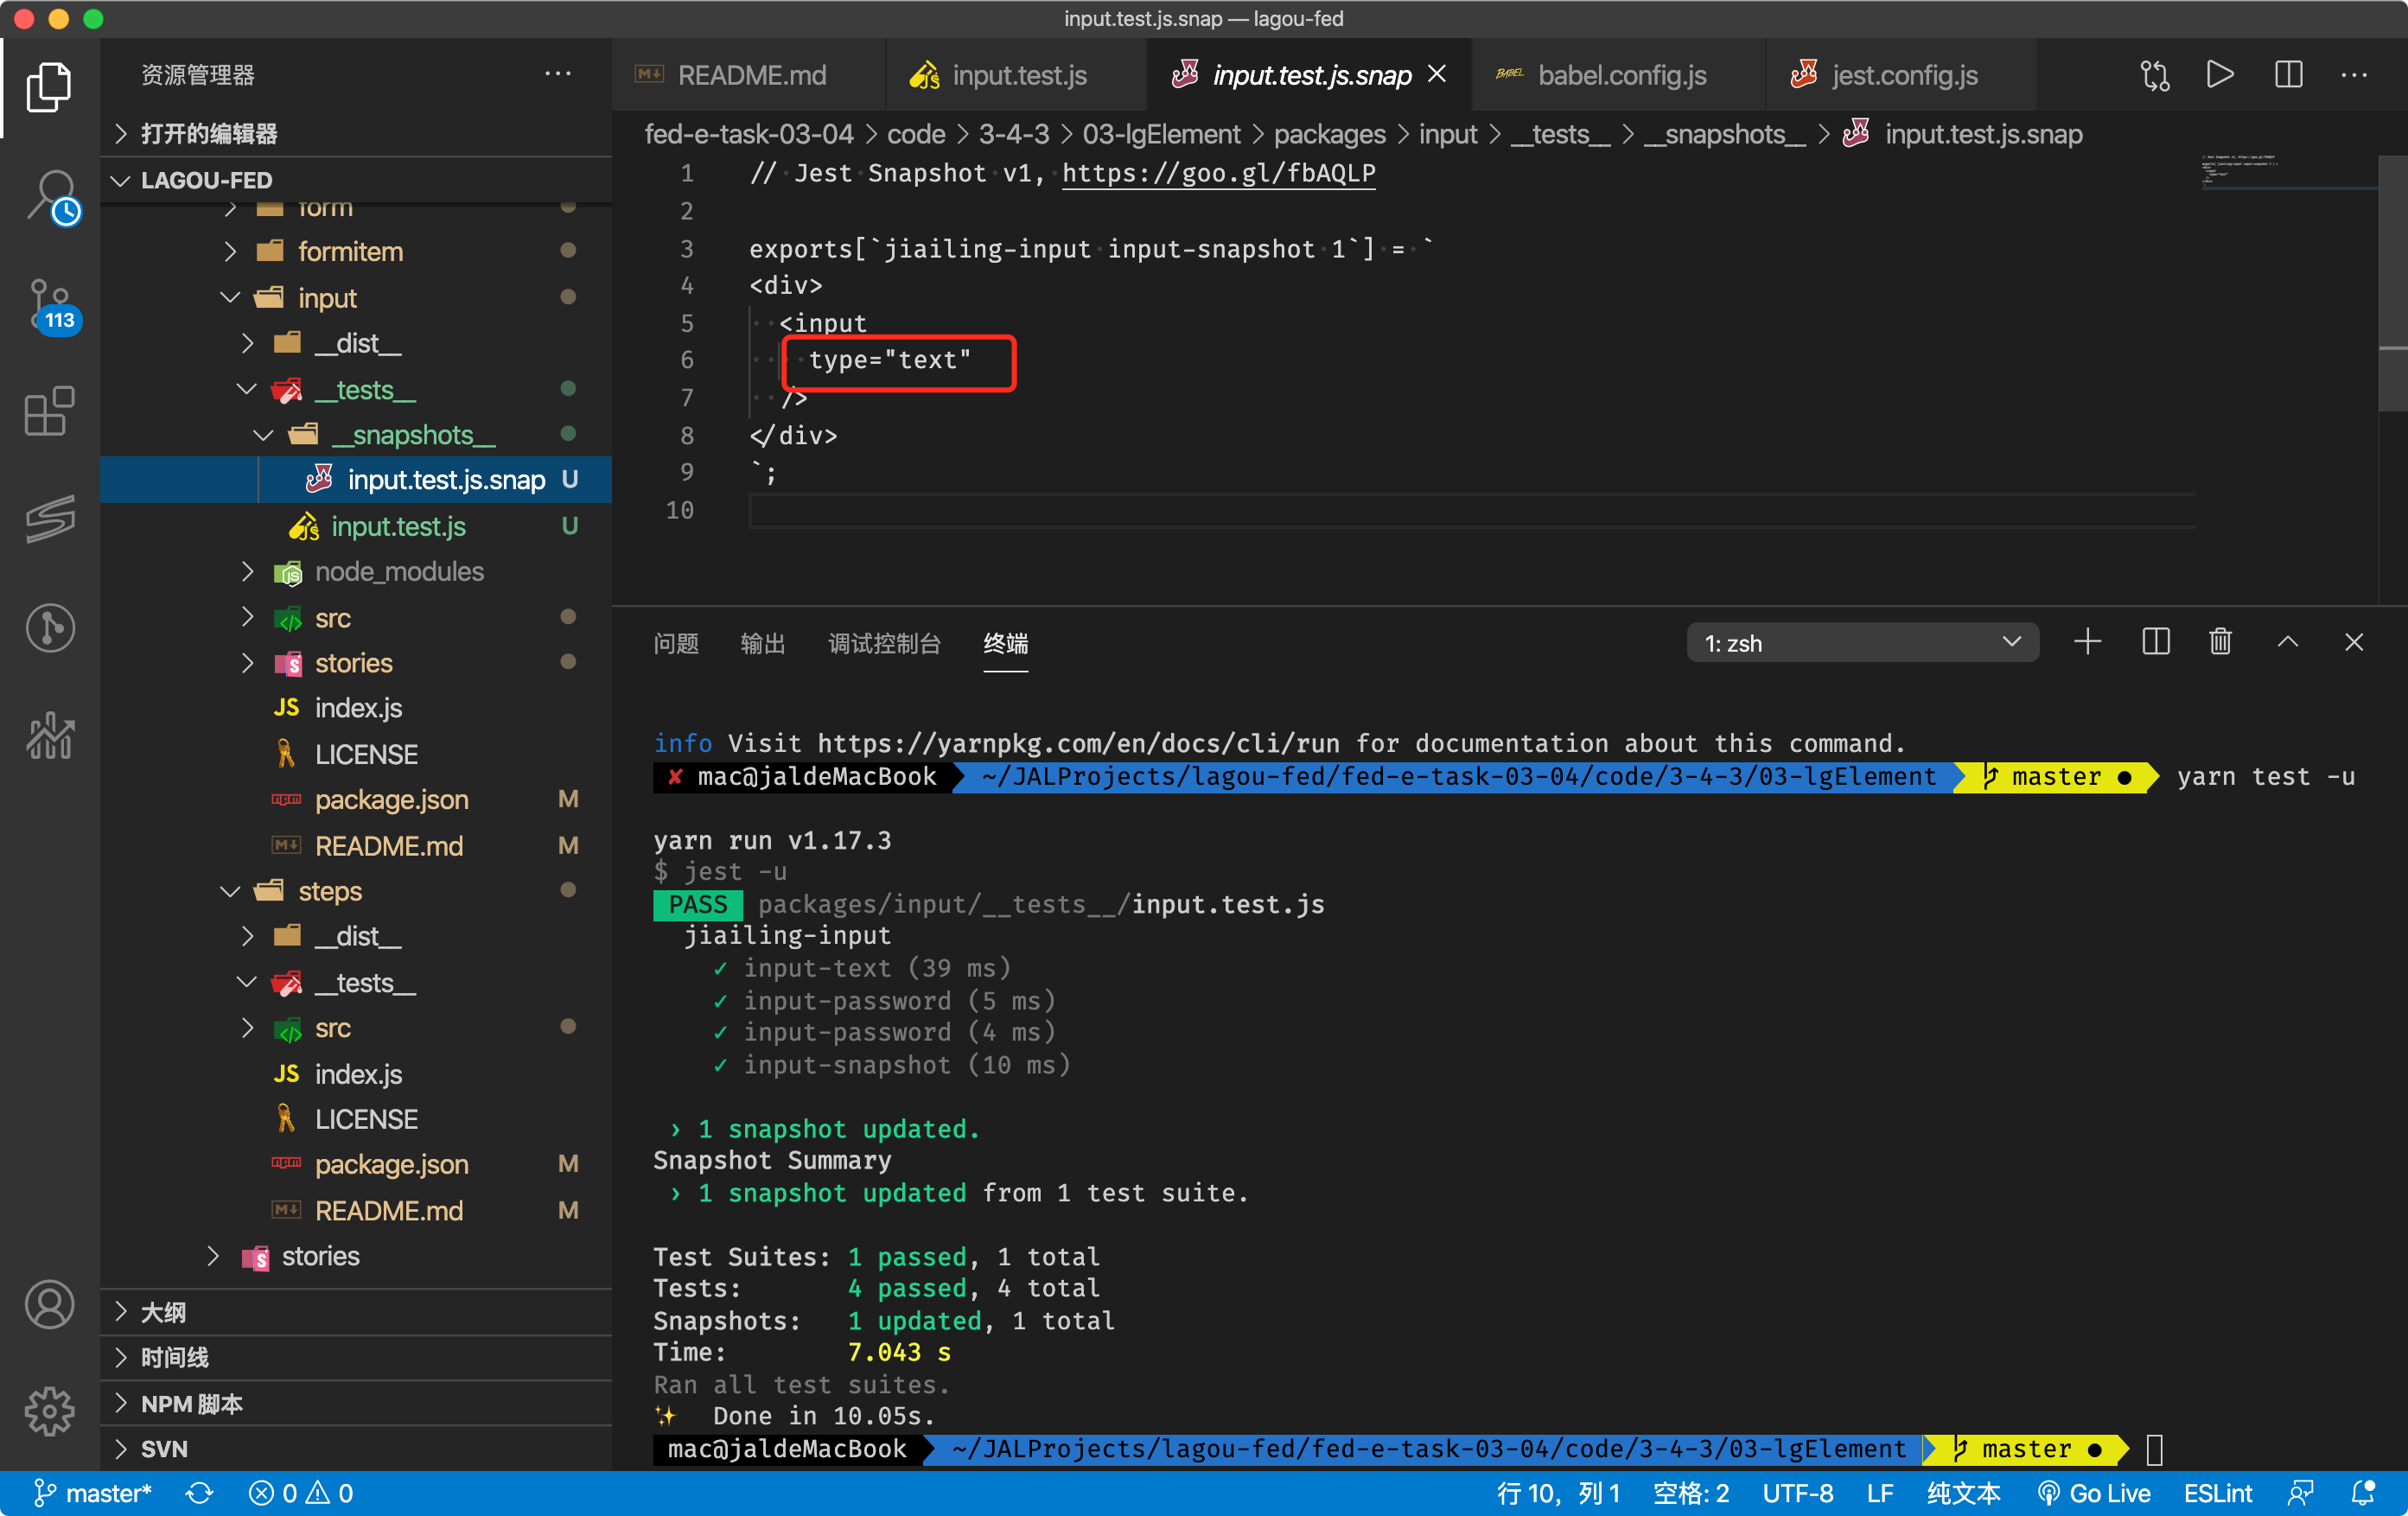 input.test.js.snap — lagou-fed
资源管理器
打开的编辑器
LAGOU-FED
form
formitem
input
__dist__
__tests__
__snapshots__
input.test.js.snap U
input.test.js U
node_modules
src
stories
JS index.js
LICENSE
package.json M
README.md M
steps
__dist__
__tests__
src
JS index.js
LICENSE
package.json M
README.md M
stories
大纲
时间线
NPM 脚本
SVN
113
README.md
input.test.js
input.test.js.snap
BABEL babel.config.js
jest.config.js
fed-e-task-03-04 > code > 3-4-3 > 03-lgElement > packages > input > __tests__ > __snapshots__ > input.test.js.snap
1 // Jest Snapshot v1, https://goo.gl/fbAQLP
2
3 exports[`jiailing-input input-snapshot 1`] = `
4 <div>
5 <input
6 type="text"
7 />
8 </div>
9 `;
10
问题 输出 调试控制台 终端
1: zsh
info Visit https://yarnpkg.com/en/docs/cli/run for documentation about this command.
✘ mac@jaldeMacBook ~/JALProjects/lagou-fed/fed-e-task-03-04/code/3-4-3/03-lgElement master ● yarn test -u
yarn run v1.17.3
$ jest -u
PASS packages/input/__tests__/input.test.js
jiailing-input
✓ input-text (39 ms)
✓ input-password (5 ms)
✓ input-password (4 ms)
✓ input-snapshot (10 ms)
› 1 snapshot updated.
Snapshot Summary
› 1 snapshot updated from 1 test suite.
Test Suites: 1 passed, 1 total
Tests: 4 passed, 4 total
Snapshots: 1 updated, 1 total
Time: 7.043 s
Ran all test suites.
✨ Done in 10.05s.
mac@jaldeMacBook ~/JALProjects/lagou-fed/fed-e-task-03-04/code/3-4-3/03-lgElement master ●
master* 0 0 行 10，列 1 空格: 2 UTF-8 LF 纯文本 Go Live ESLint